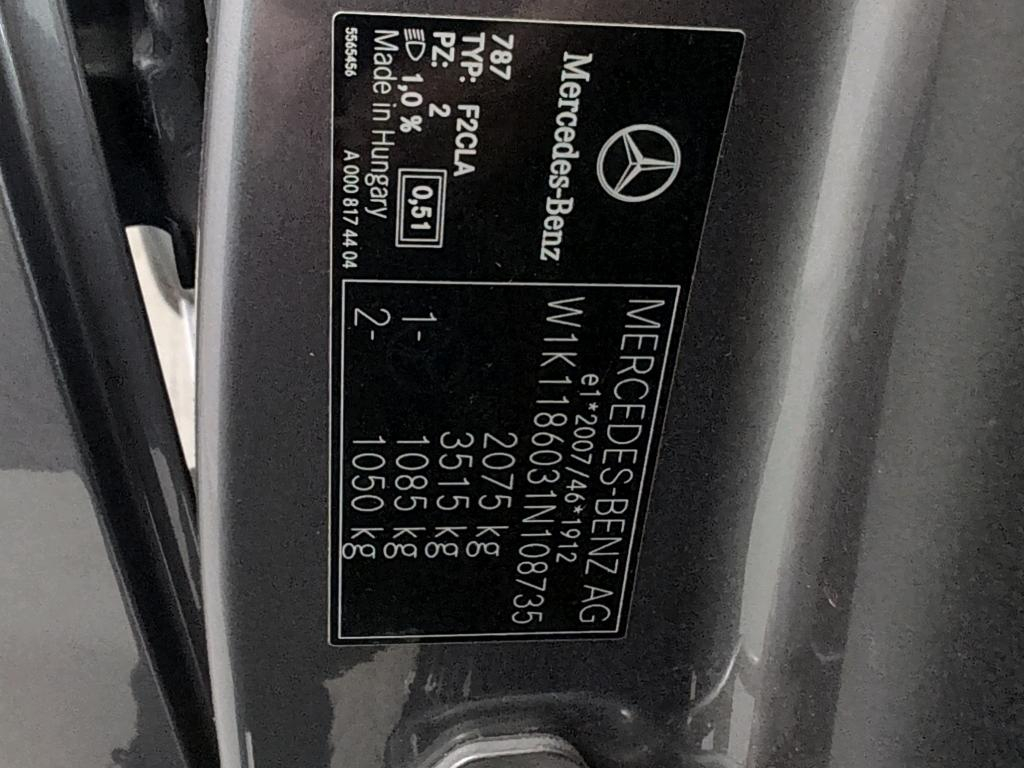 Mercedes-Benz
787
TYP: F2CLA
PZ: 2
1,0 %
0,51
Made in Hungary
5565456
A 000 817 44 04
MERCEDES-BENZ AG
e1*2007/46*1912
W1K1186031N108735
2075 kg
3515 kg
1- 1085 kg
2- 1050 kg